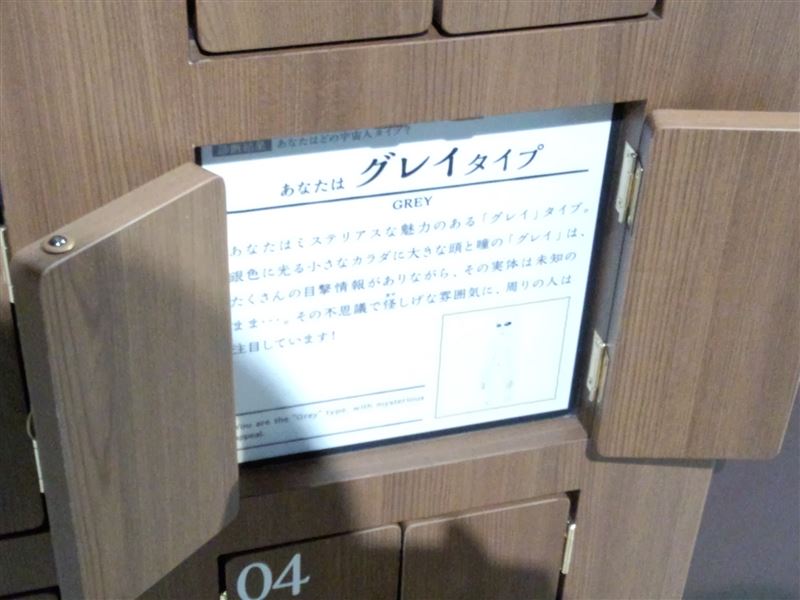 診断結果 あなたはどの宇宙人タイプ?
あなたは グレイタイプ
GREY
あなたはミステリアスな魅力のある「グレイ」タイプ。
銀色に光る小さなカラダに大きな頭と瞳の「グレイ」は、
たくさんの目撃情報がありながら、その実体は未知の
まま…。その不思議で怪しげな雰囲気に、周りの人は
注目しています!
You are the "Grey" type, with mysterious
appeal.
04